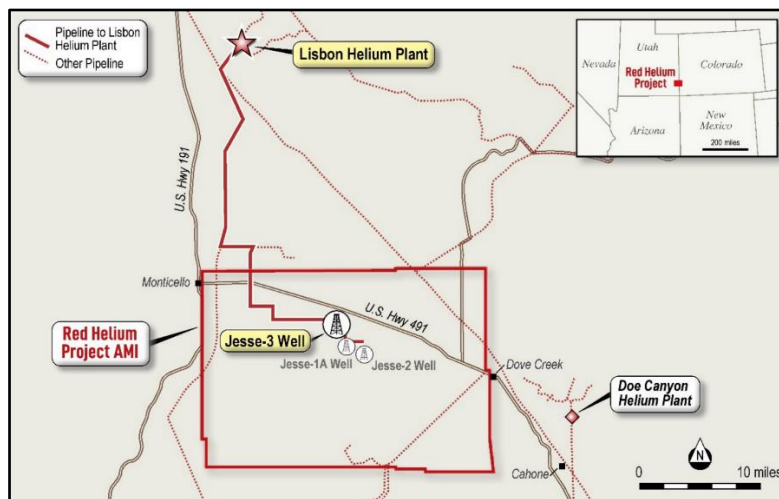 Pipeline to Lisbon
Helium Plant
Other Pipeline
Lisbon Helium Plant
Nevada
Utah
Colorado
Red Helium
Project
Arizona
New
Mexico
200 miles
U.S. Hwy 191
Monticello
U.S. Hwy 491
Red Helium
Project AMI
Jesse-3 Well
Jesse-1A Well
Jesse-2 Well
Dove Creek
Doe Canyon
Helium Plant
Cahone
N
0
10 miles